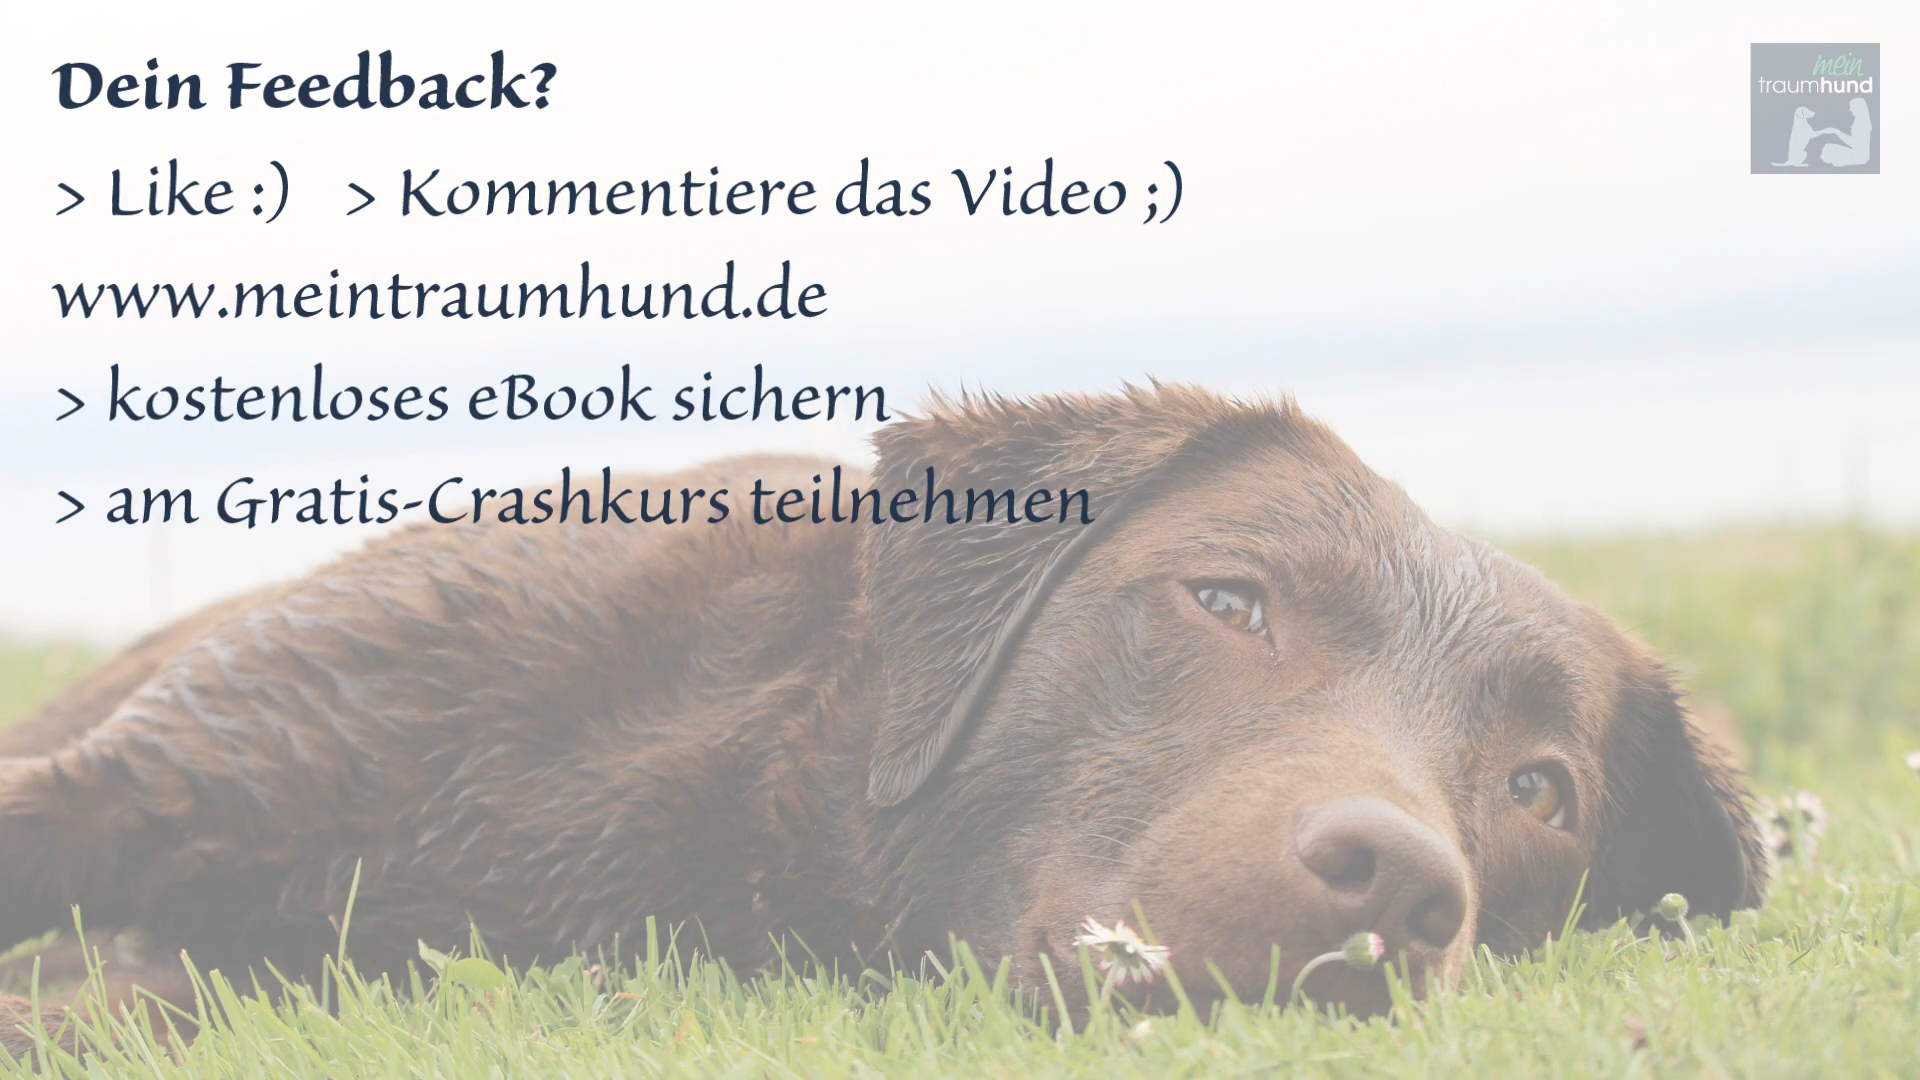 Dein Feedback?
> Like :)   > Kommentiere das Video ;)
www.meintraumhund.de
> kostenloses eBook sichern
> am Gratis-Crashkurs teilnehmen
mein
traumhund